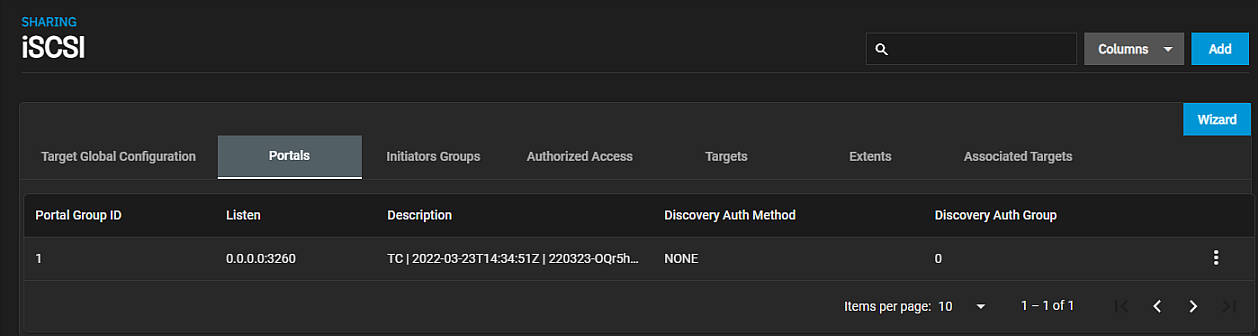 SHARING
iSCSI
Columns
Add
Wizard
Target Global Configuration Portals Initiators Groups Authorized Access Targets Extents Associated Targets
Portal Group ID Listen Description Discovery Auth Method Discovery Auth Group
1 0.0.0.0:3260 TC | 2022-03-23T14:34:51Z | 220323-OQr5h... NONE 0
Items per page: 10 1 – 1 of 1